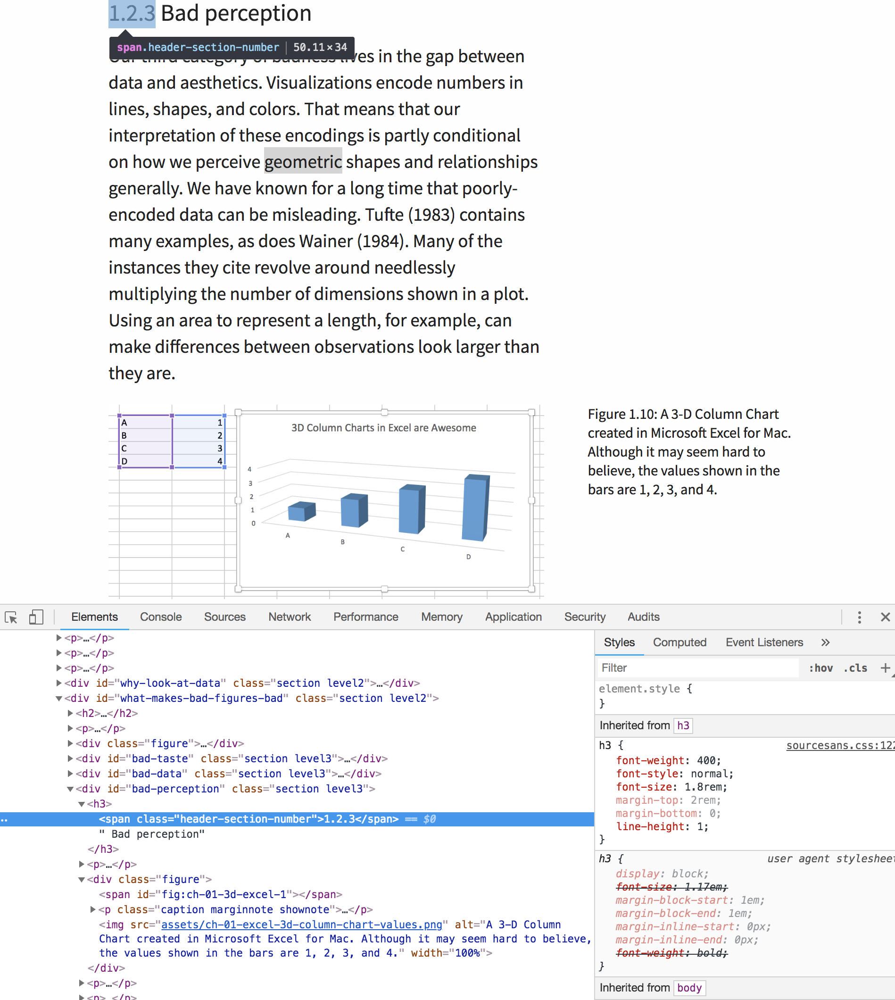 1.2.3 Bad perception
span.header-section-number 50.11×34
Our third category of badness lives in the gap between
data and aesthetics. Visualizations encode numbers in
lines, shapes, and colors. That means that our
interpretation of these encodings is partly conditional
on how we perceive geometric shapes and relationships
generally. We have known for a long time that poorly-
encoded data can be misleading. Tufte (1983) contains
many examples, as does Wainer (1984). Many of the
instances they cite revolve around needlessly
multiplying the number of dimensions shown in a plot.
Using an area to represent a length, for example, can
make differences between observations look larger than
they are.
A 1
B 2
C 3
D 4
3D Column Charts in Excel are Awesome
4
3
2
1
0
A
B
C
D
Figure 1.10: A 3-D Column Chart
created in Microsoft Excel for Mac.
Although it may seem hard to
believe, the values shown in the
bars are 1, 2, 3, and 4.
Elements Console Sources Network Performance Memory Application Security Audits
<p>…</p>
<p>…</p>
<p>…</p>
<div id="why-look-at-data" class="section level2">…</div>
<div id="what-makes-bad-figures-bad" class="section level2">
<h2>…</h2>
<p>…</p>
<div class="figure">…</div>
<div id="bad-taste" class="section level3">…</div>
<div id="bad-data" class="section level3">…</div>
<div id="bad-perception" class="section level3">
<h3>
<span class="header-section-number">1.2.3</span> == $0
" Bad perception"
</h3>
<p>…</p>
<div class="figure">
<span id="fig:ch-01-3d-excel-1"></span>
<p class="caption marginnote shownote">…</p>
<img src="assets/ch-01-excel-3d-column-chart-values.png" alt="A 3-D Column
Chart created in Microsoft Excel for Mac. Although it may seem hard to believe,
the values shown in the bars are 1, 2, 3, and 4." width="100%">
</div>
<p>…</p>
<p>…</p>
Styles Computed Event Listeners »
Filter :hov .cls +
element.style {
}
Inherited from h3
h3 { sourcesans.css:122
font-weight: 400;
font-style: normal;
font-size: 1.8rem;
margin-top: 2rem;
margin-bottom: 0;
line-height: 1;
}
h3 { user agent stylesheet
display: block;
font-size: 1.17em;
margin-block-start: 1em;
margin-block-end: 1em;
margin-inline-start: 0px;
margin-inline-end: 0px;
font-weight: bold;
}
Inherited from body